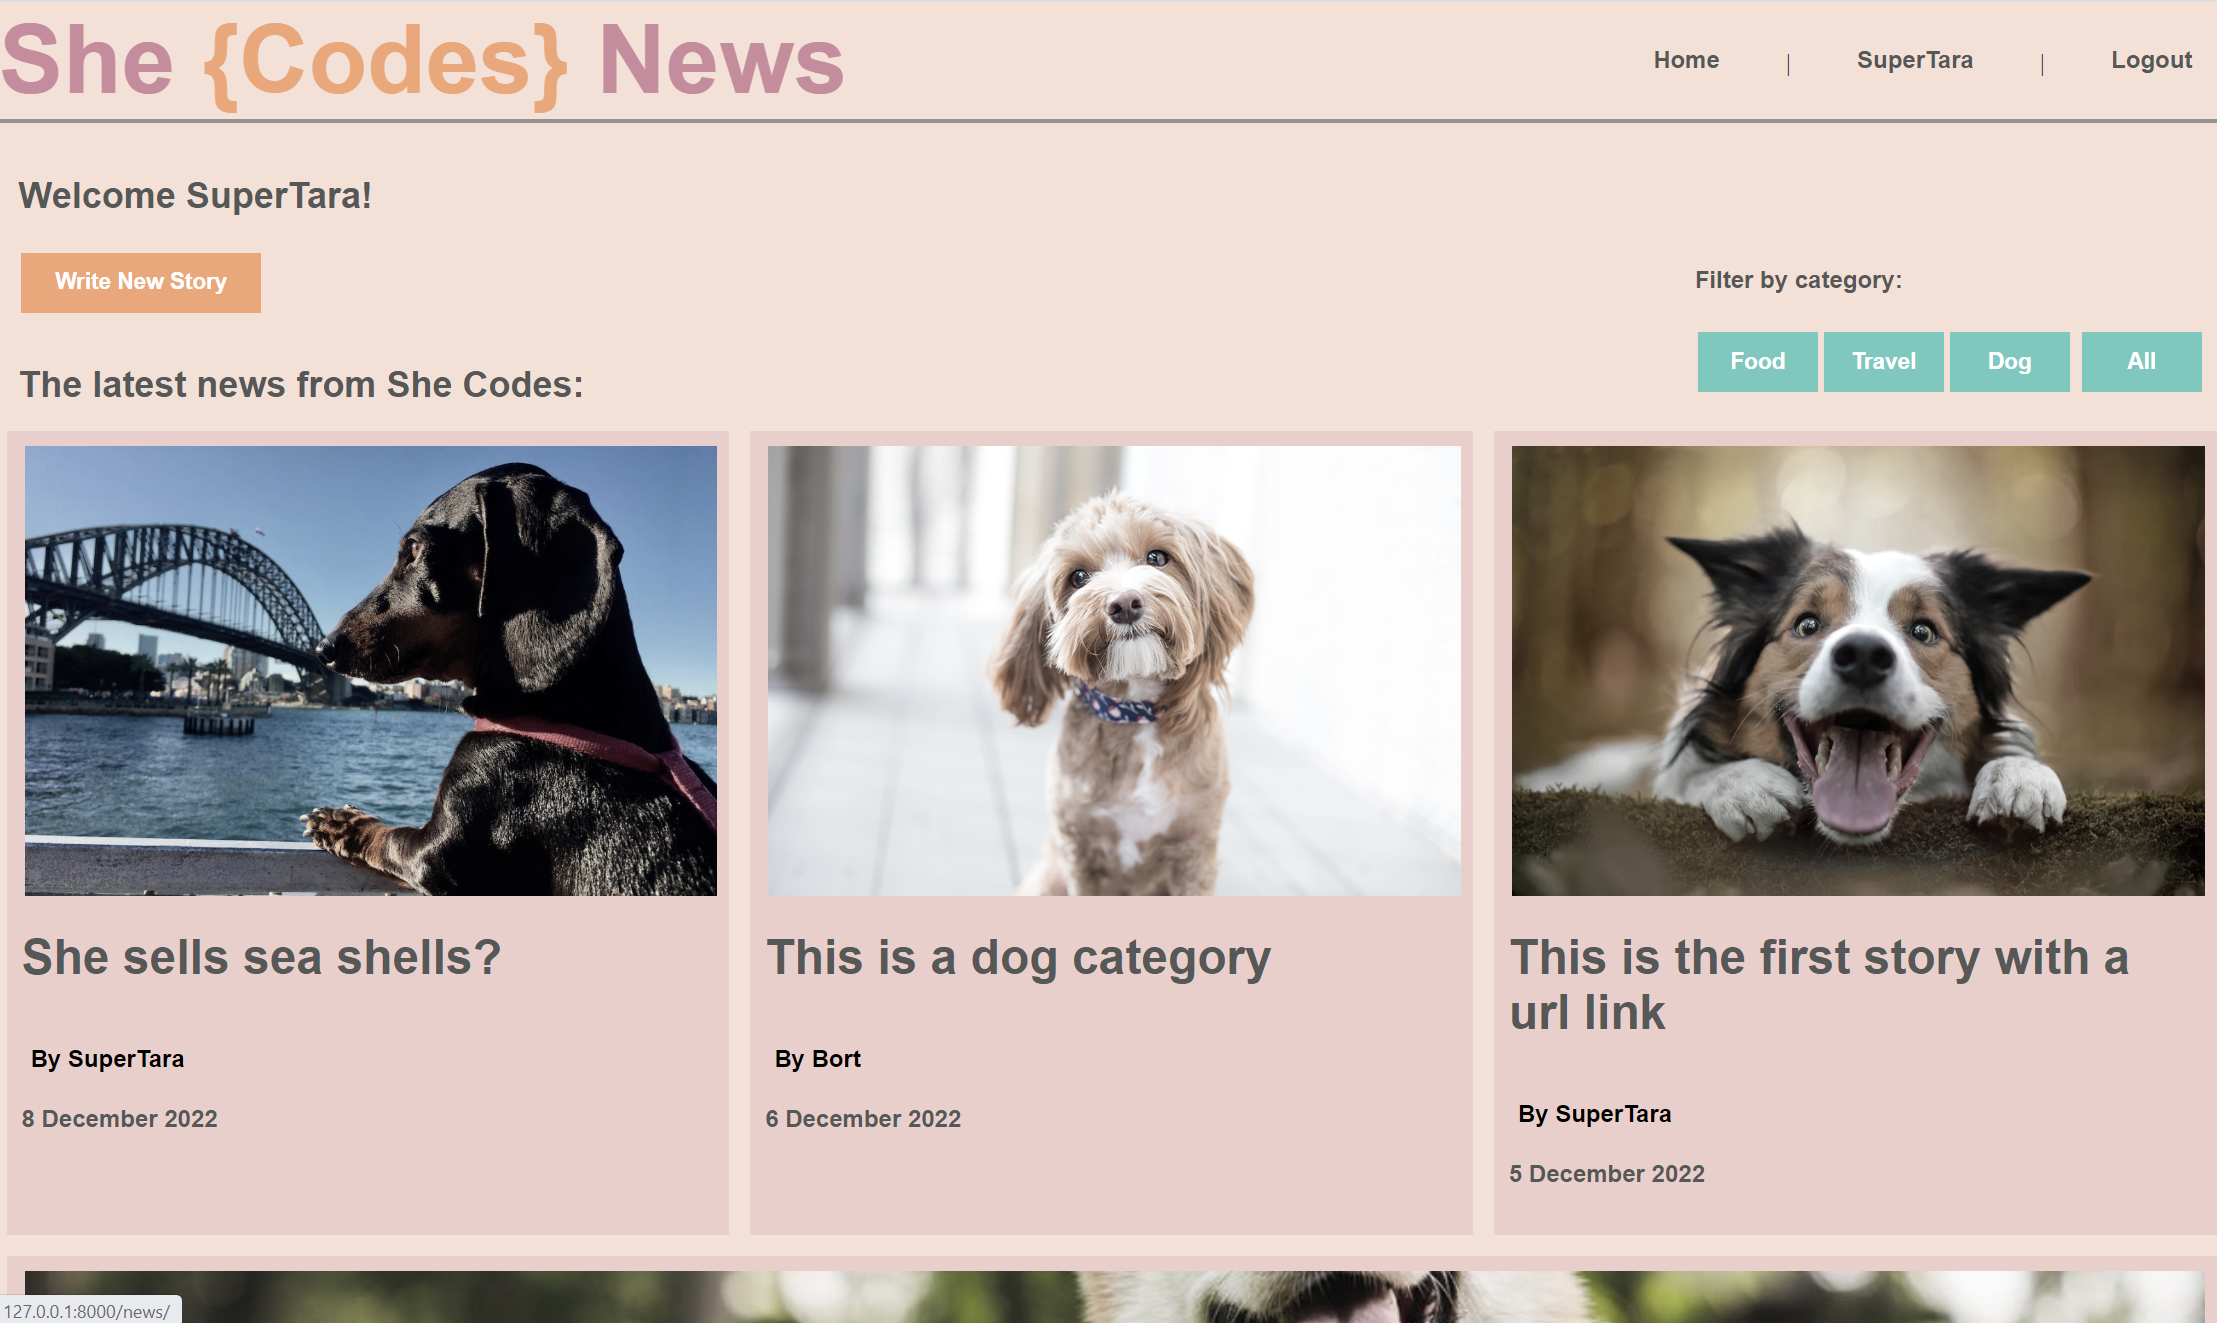 She {Codes} News
Home | SuperTara | Logout
Welcome SuperTara!
Write New Story
Filter by category:
Food Travel Dog All
The latest news from She Codes:
She sells sea shells?
By SuperTara
8 December 2022
This is a dog category
By Bort
6 December 2022
This is the first story with a
url link
By SuperTara
5 December 2022
127.0.0.1:8000/news/